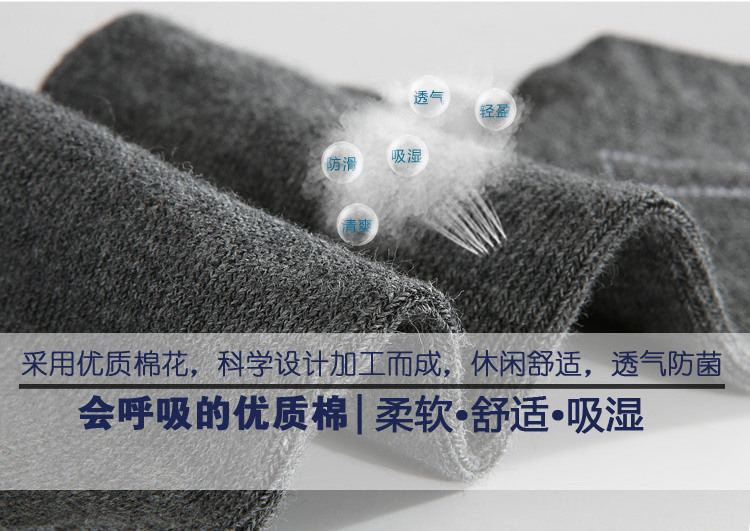 透气
轻盈
防滑
吸湿
清爽
采用优质棉花，科学设计加工而成，休闲舒适，透气防菌
会呼吸的优质棉|柔软·舒适·吸湿